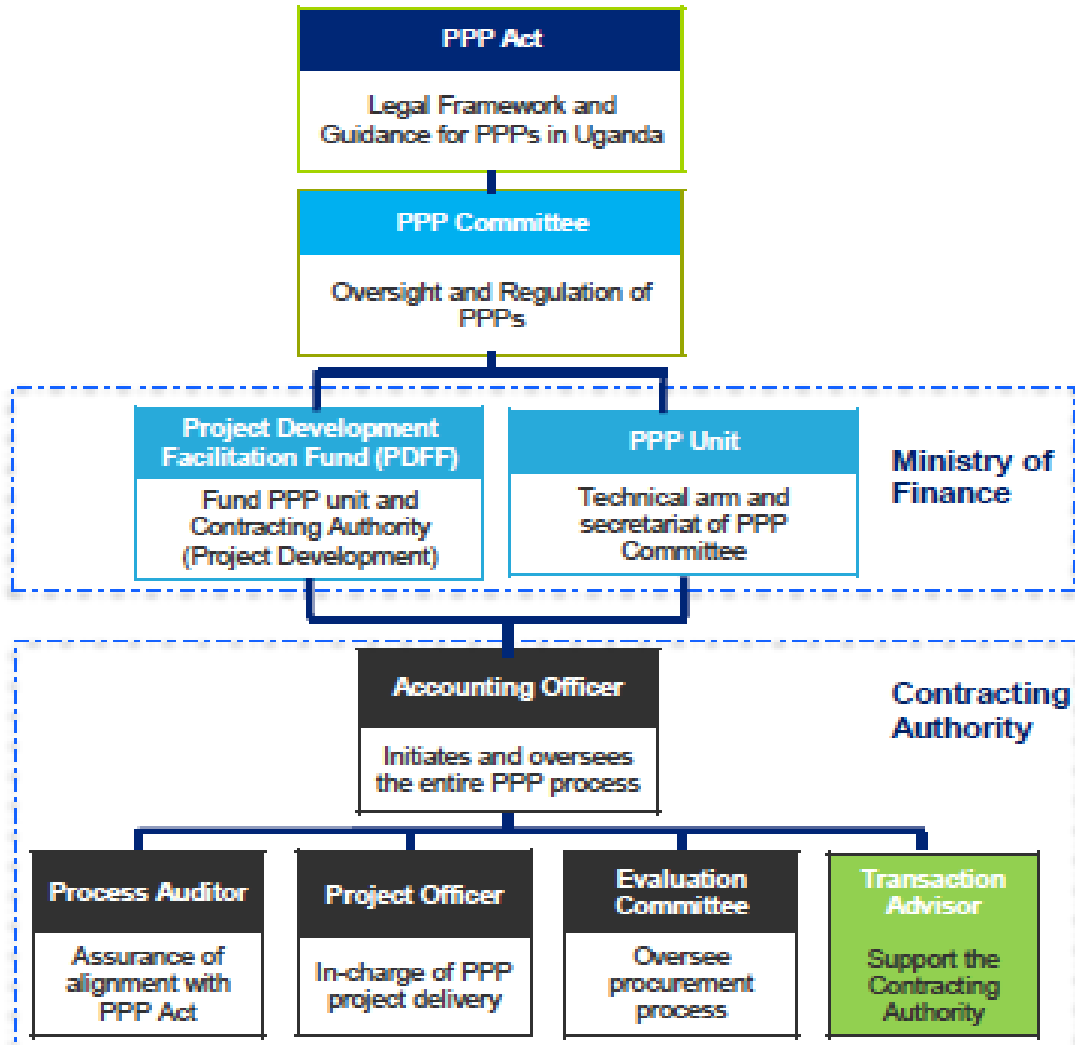 PPP Act
Legal Framework and
Guidance for PPPs in Uganda
PPP Committee
Oversight and Regulation of
PPPs
Project Development
Facilitation Fund (PDFF)
Fund PPP unit and
Contracting Authority
(Project Development)
PPP Unit
Technical arm and
secretariat of PPP
Committee
Ministry of
Finance
Accounting Officer
Initiates and oversees
the entire PPP process
Contracting
Authority
Process Auditor
Assurance of
alignment with
PPP Act
Project Officer
In-charge of PPP
project delivery
Evaluation
Committee
Oversee
procurement
process
Transaction
Advisor
Support the
Contracting
Authority